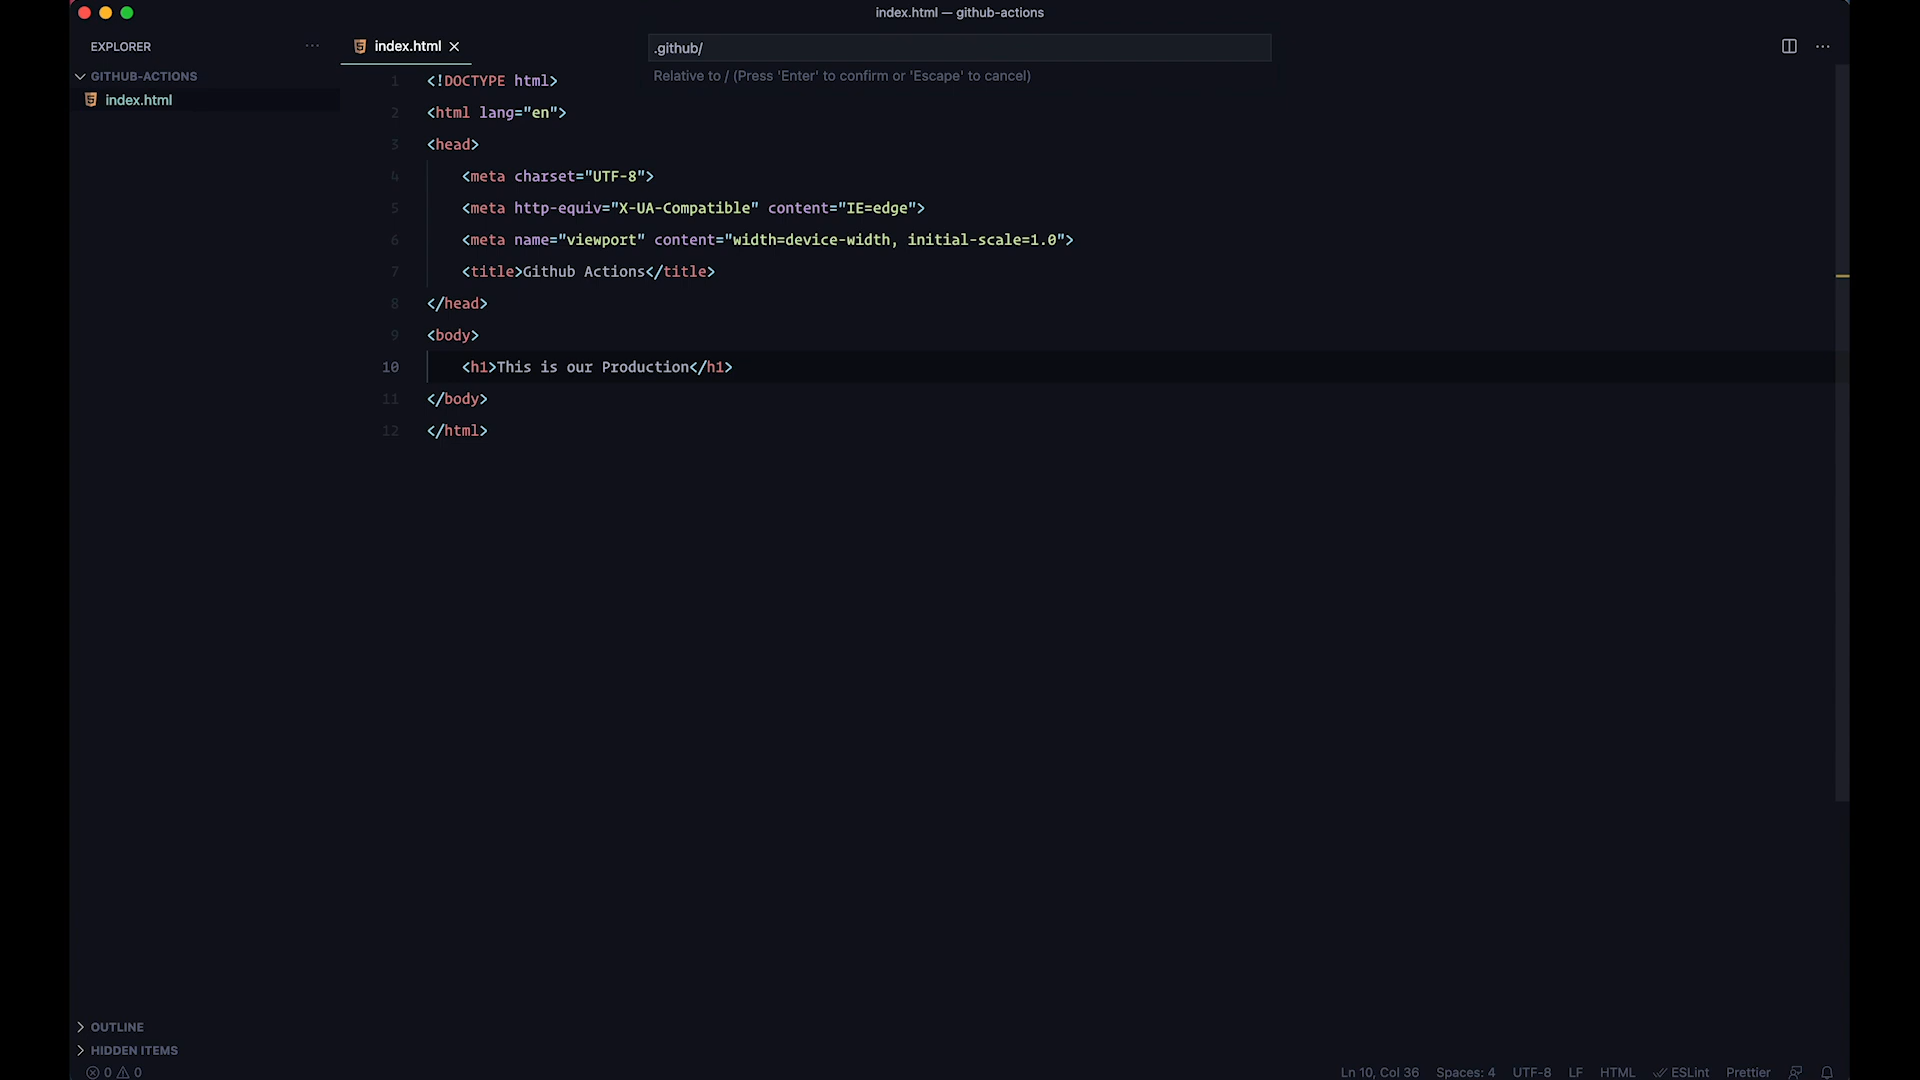 index.html — github-actions
EXPLORER
GITHUB-ACTIONS
index.html
index.html
.github/
Relative to / (Press 'Enter' to confirm or 'Escape' to cancel)
1 <!DOCTYPE html>
2 <html lang="en">
3 <head>
4 <meta charset="UTF-8">
5 <meta http-equiv="X-UA-Compatible" content="IE=edge">
6 <meta name="viewport" content="width=device-width, initial-scale=1.0">
7 <title>Github Actions</title>
8 </head>
9 <body>
10 <h1>This is our Production</h1>
11 </body>
12 </html>
OUTLINE
HIDDEN ITEMS
0 0
Ln 10, Col 36 Spaces: 4 UTF-8 LF HTML ESLint Prettier